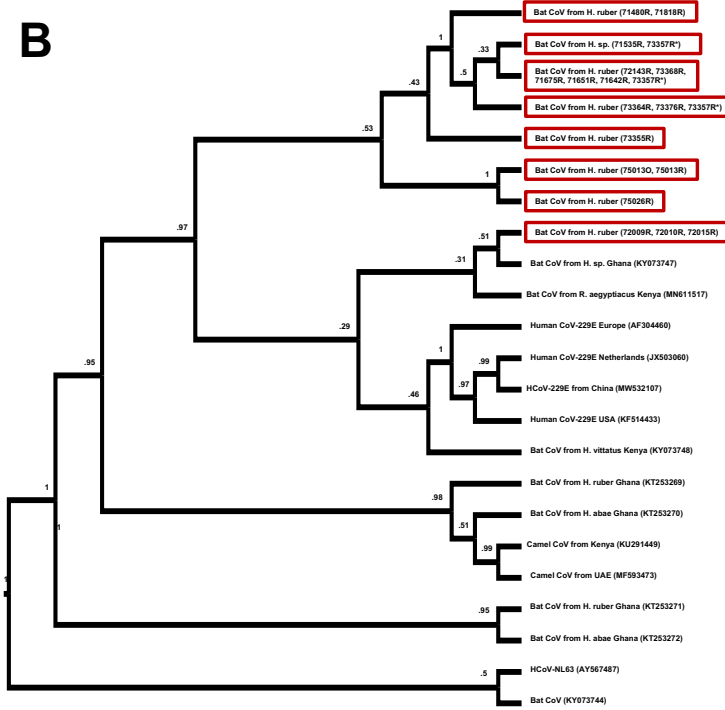 B
Bat CoV from H. ruber (71480R, 71818R)
1
Bat CoV from H. sp. (71535R, 73357R*)
.33
Bat CoV from H. ruber (72143R, 73368R,
71675R, 71651R, 71642R, 73357R*)
.5
.43
Bat CoV from H. ruber (73364R, 73376R, 73357R*)
.53
Bat CoV from H. ruber (73355R)
Bat CoV from H. ruber (75013O, 75013R)
1
Bat CoV from H. ruber (75026R)
.97
Bat CoV from H. ruber (72009R, 72010R, 72015R)
.51
.31
Bat CoV from H. sp. Ghana (KY073747)
Bat CoV from R. aegyptiacus Kenya (MN611517)
.29
Human CoV-229E Europe (AF304460)
1
Human CoV-229E Netherlands (JX503060)
.99
.95
.97
HCoV-229E from China (MW532107)
.46
Human CoV-229E USA (KF514433)
Bat CoV from H. vittatus Kenya (KY073748)
Bat CoV from H. ruber Ghana (KT253269)
1
.98
Bat CoV from H. abae Ghana (KT253270)
.51
1
Camel CoV from Kenya (KU291449)
.99
Camel CoV from UAE (MF593473)
1
Bat CoV from H. ruber Ghana (KT253271)
.95
Bat CoV from H. abae Ghana (KT253272)
HCoV-NL63 (AY567487)
.5
Bat CoV (KY073744)